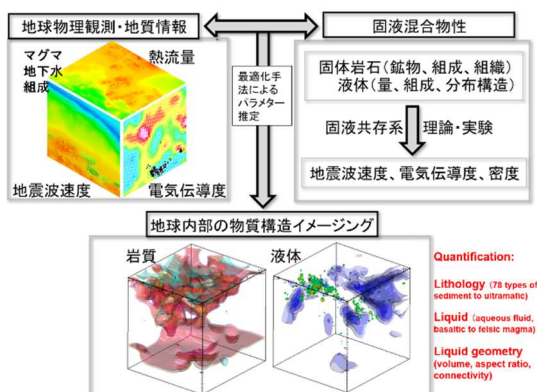 地球物理観測・地質情報
マグマ
地下水
組成
熱流量
地震波速度
電気伝導度
最適化手
法による
パラメター
推定
固液混合物性
固体岩石(鉱物、組成、組織)
液体(量、組成、分布構造)
固液共存系
理論・実験
地震波速度、電気伝導度、密度
地球内部の物質構造イメージング
岩質
液体
Quantification:
Lithology (78 types of
sediment to ultramafic)
Liquid (aqueous fluid,
basaltic to felsic magma)
Liquid geometry
(volume, aspect ratio,
connectivity)